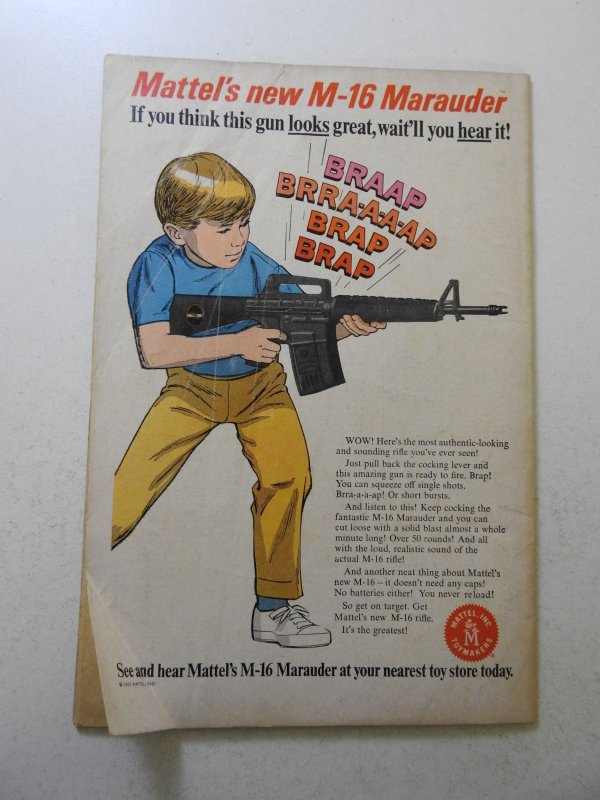 Mattel's new M-16 Marauder™
If you think this gun looks great, wait'll you hear it!
BRAAP
BRRA-A-A-AP
BRAP
BRAP
WOW! Here's the most authentic-looking
and sounding rifle you've ever seen!
Just pull back the cocking lever and
this amazing gun is ready to fire. Brap!
You can squeeze off single shots.
Brra-a-a-ap! Or short bursts.
And listen to this! Keep cocking the
fantastic M-16 Marauder and you can
cut loose with a solid blast almost a whole
minute long! Over 50 rounds! And all
with the loud, realistic sound of the
actual M-16 rifle!
And another neat thing about Mattel's
new M-16 – it doesn't need any caps!
No batteries either! You never reload!
So get on target. Get
Mattel's new M-16 rifle.
It's the greatest!
MATTEL, INC.
M
TOYMAKERS
See and hear Mattel's M-16 Marauder at your nearest toy store today.
© 1967 MATTEL, INC.